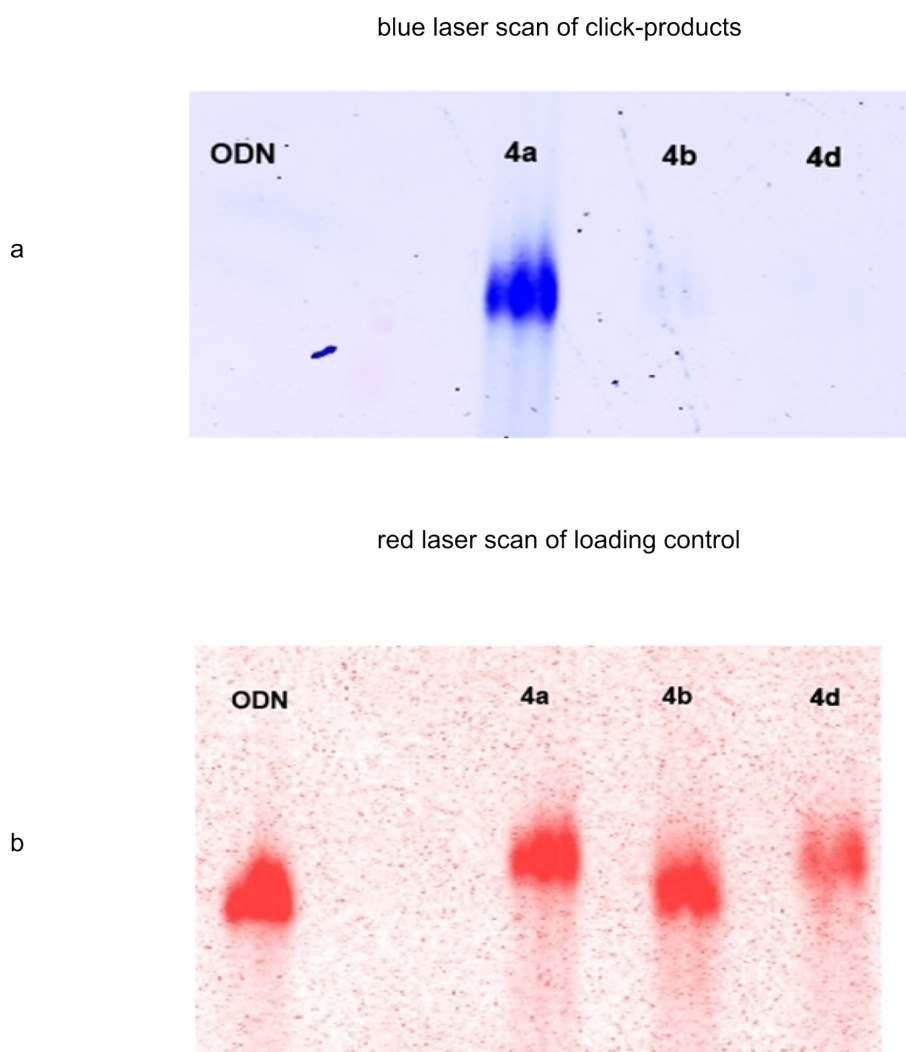 blue laser scan of click-products
ODN 4a 4b 4d
a
red laser scan of loading control
ODN 4a 4b 4d
b